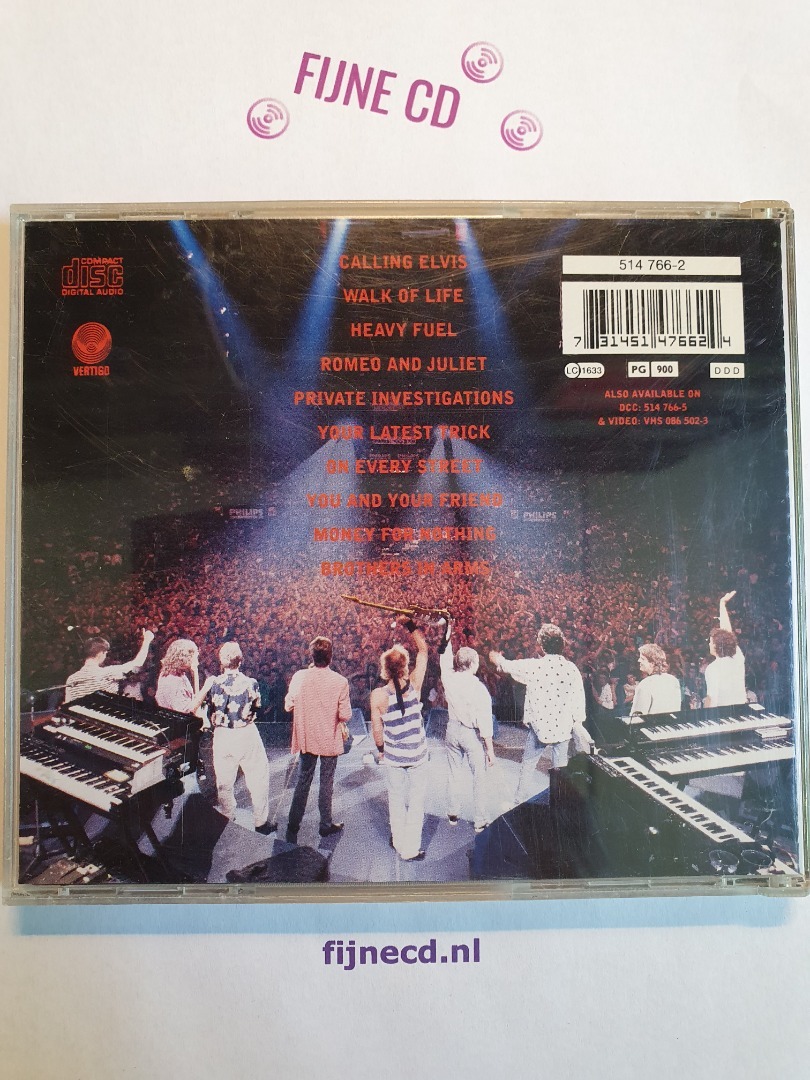 FIJNE CD
COMPACT
disc
DIGITAL AUDIO
VERTIGO
CALLING ELVIS
WALK OF LIFE
HEAVY FUEL
ROMEO AND JULIET
PRIVATE INVESTIGATIONS
YOUR LATEST TRICK
ON EVERY STREET
YOU AND YOUR FRIEND
MONEY FOR NOTHING
BROTHERS IN ARMS
514 766-2
7 31451 47662 4
LC 1633
PG 900
DDD
ALSO AVAILABLE ON
DCC: 514 766-5
& VIDEO: VHS 086 502-3
PHILIPS
PHILIPS
fijnecd.nl